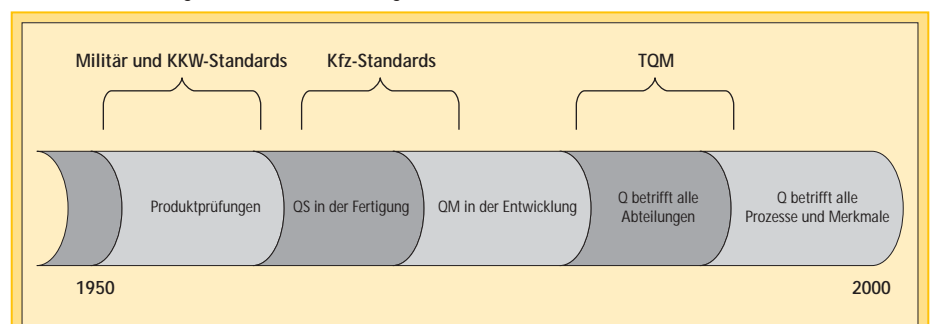 Militär und KKW-Standards
Kfz-Standards
TQM
Produktprüfungen
QS in der Fertigung
QM in der Entwicklung
Q betrifft alle
Abteilungen
Q betrifft alle
Prozesse und Merkmale
1950
2000